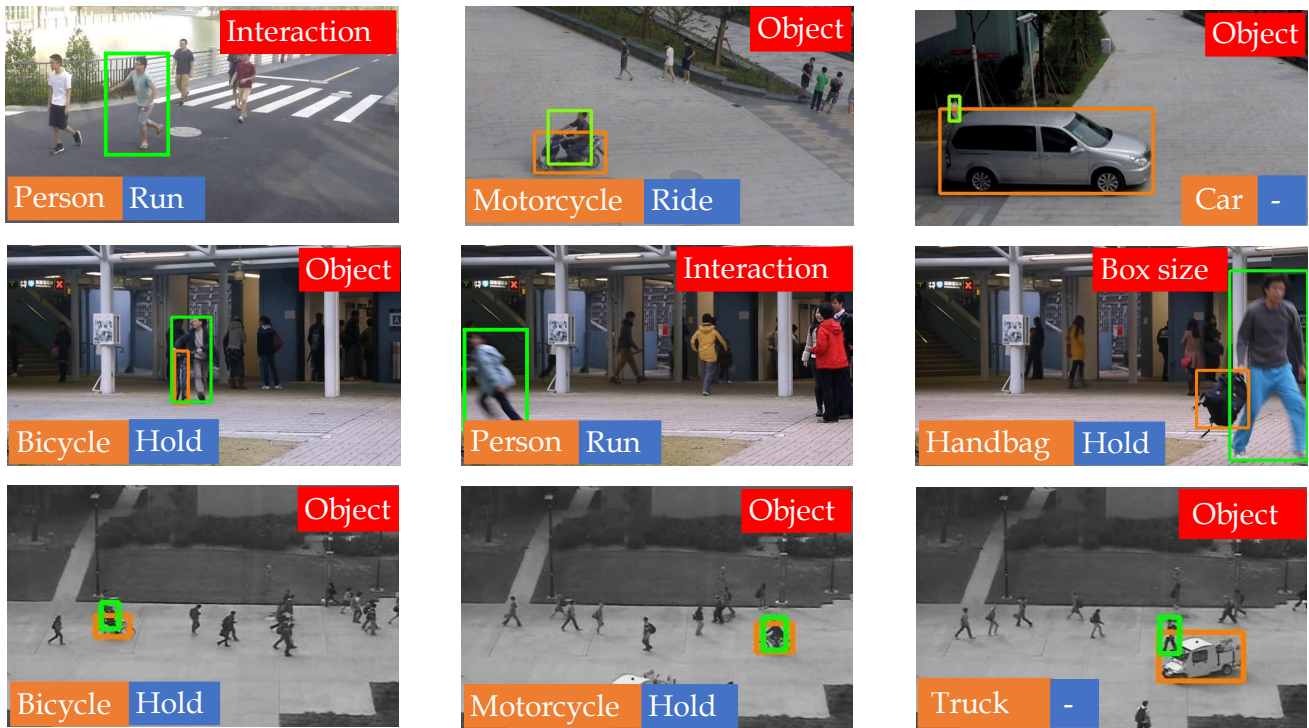 Interaction
Person Run
Object
Motorcycle Ride
Object
Car -
Object
Bicycle Hold
Interaction
Person Run
Box size
Handbag Hold
Object
Bicycle Hold
Object
Motorcycle Hold
Object
Truck -